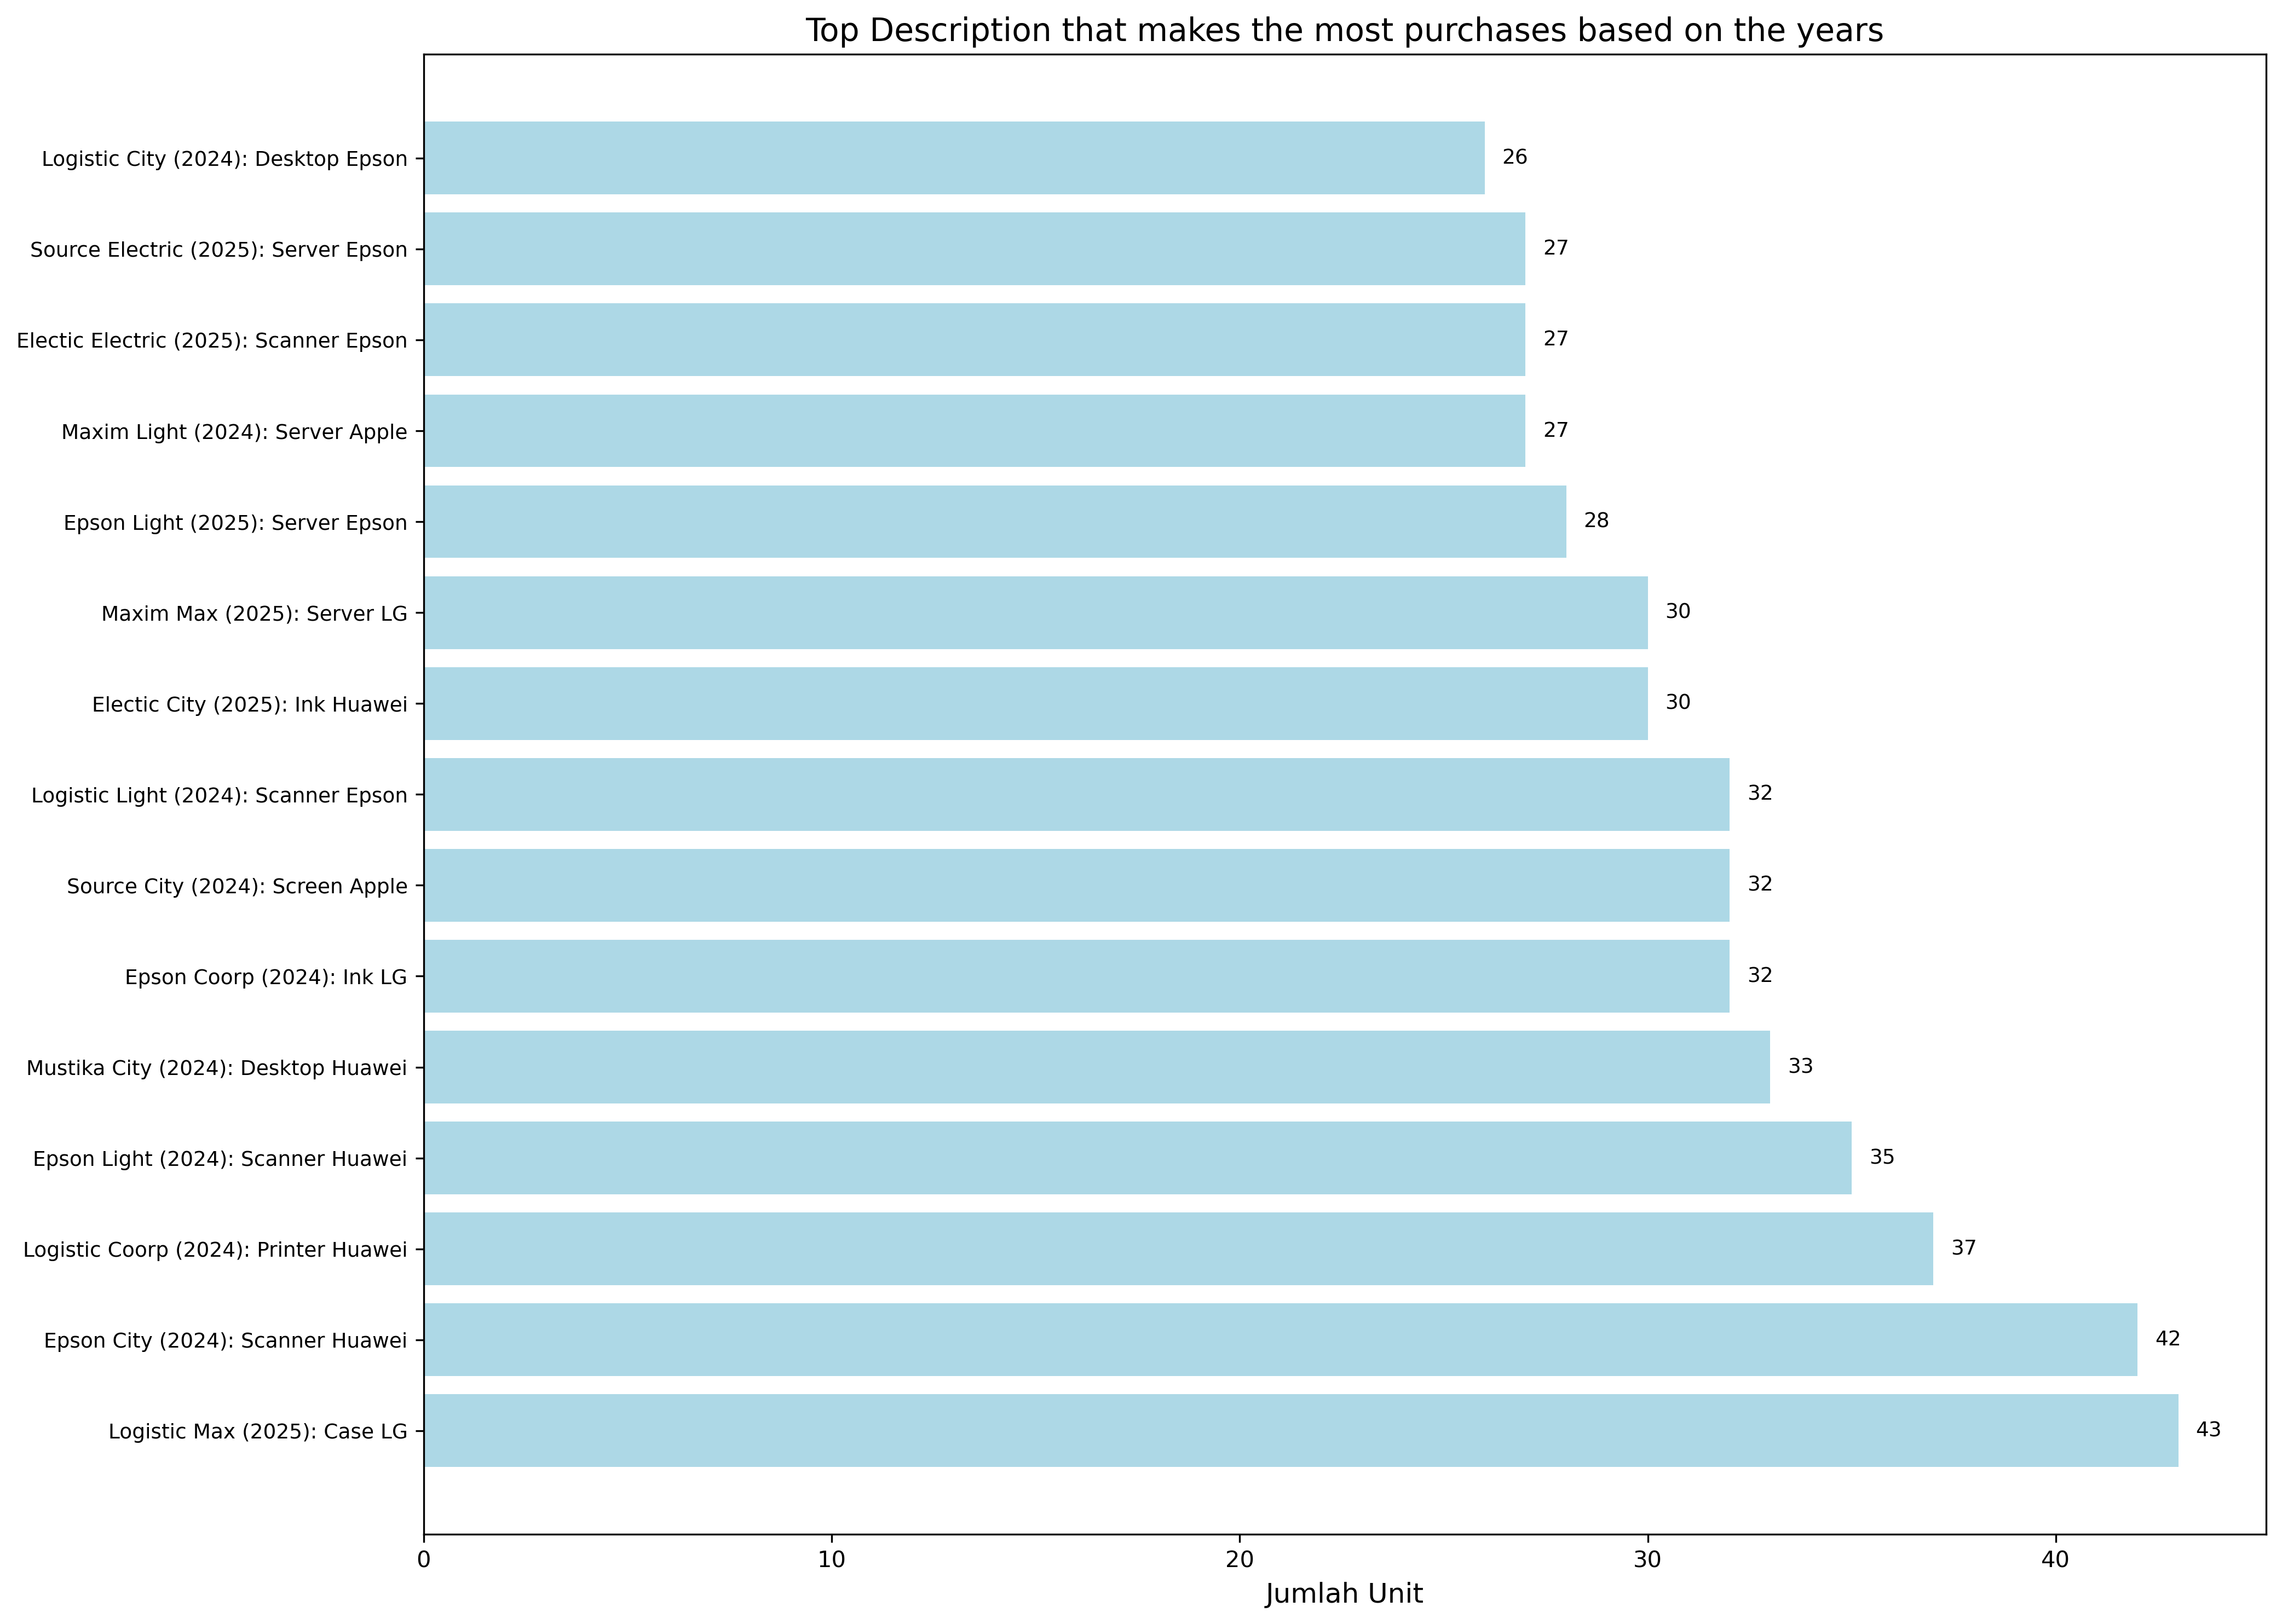 Top Description that makes the most purchases based on the years
Logistic City (2024): Desktop Epson 26
Source Electric (2025): Server Epson 27
Electic Electric (2025): Scanner Epson 27
Maxim Light (2024): Server Apple 27
Epson Light (2025): Server Epson 28
Maxim Max (2025): Server LG 30
Electic City (2025): Ink Huawei 30
Logistic Light (2024): Scanner Epson 32
Source City (2024): Screen Apple 32
Epson Coorp (2024): Ink LG 32
Mustika City (2024): Desktop Huawei 33
Epson Light (2024): Scanner Huawei 35
Logistic Coorp (2024): Printer Huawei 37
Epson City (2024): Scanner Huawei 42
Logistic Max (2025): Case LG 43
0 10 20 30 40
Jumlah Unit